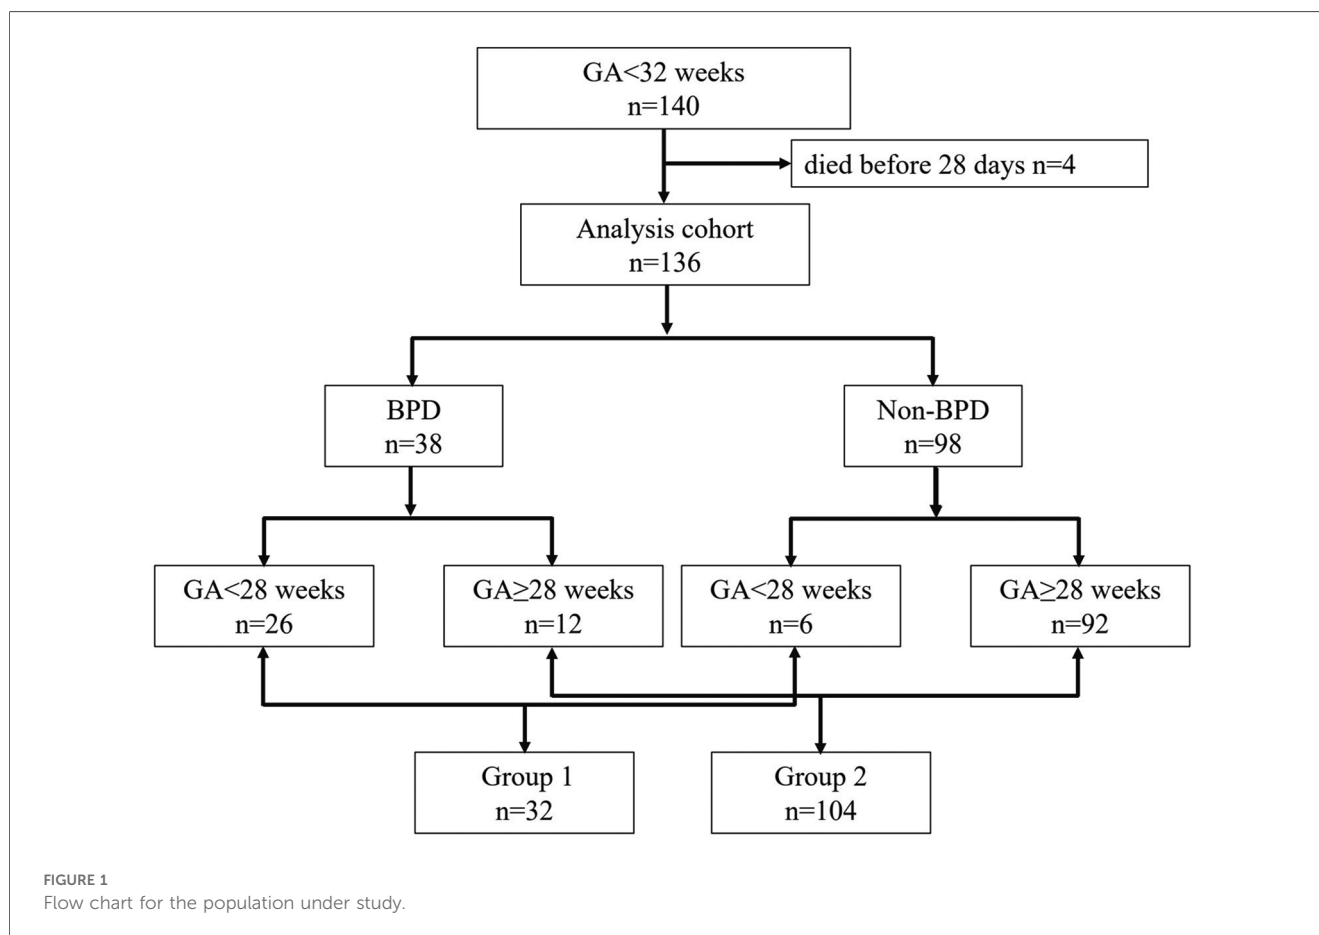 GA<32 weeks
n=140
died before 28 days n=4
Analysis cohort
n=136
BPD
n=38
Non-BPD
n=98
GA<28 weeks
n=26
GA≥28 weeks
n=12
GA<28 weeks
n=6
GA≥28 weeks
n=92
Group 1
n=32
Group 2
n=104
FIGURE 1
Flow chart for the population under study.